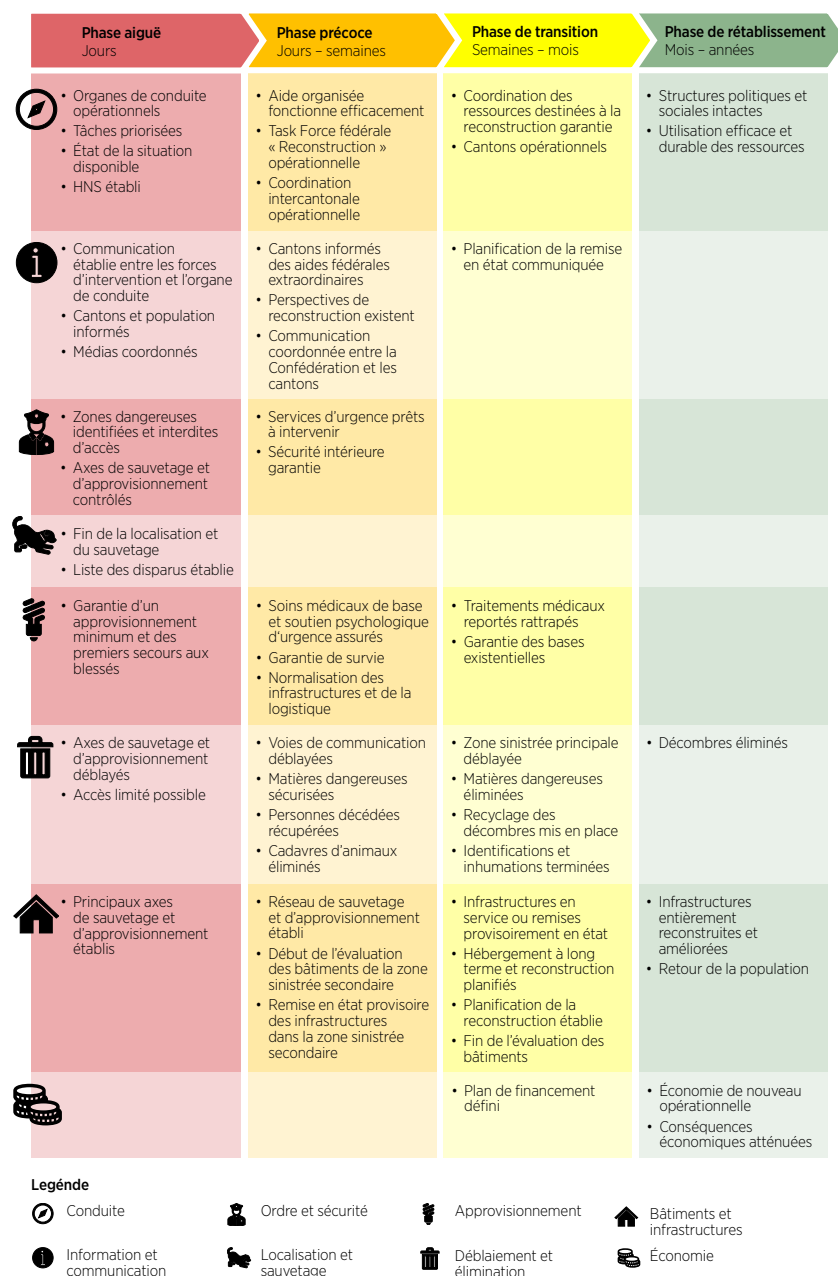 Phase aiguë
Jours
Phase précoce
Jours – semaines
Phase de transition
Semaines – mois
Phase de rétablissement
Mois – années
• Organes de conduite
opérationnels
• Tâches priorisées
• État de la situation
disponible
• HNS établi
• Aide organisée
fonctionne efficacement
• Task Force fédérale
« Reconstruction »
opérationnelle
• Coordination
intercantonale
opérationnelle
• Coordination des
ressources destinées à la
reconstruction garantie
• Cantons opérationnels
• Structures politiques et
sociales intactes
• Utilisation efficace et
durable des ressources
• Communication
établie entre les forces
d’intervention et l’organe
de conduite
• Cantons et population
informés
• Médias coordonnés
• Cantons informés
des aides fédérales
extraordinaires
• Perspectives de
reconstruction existent
• Communication
coordonnée entre la
Confédération et les
cantons
• Planification de la remise
en état communiquée
• Zones dangereuses
identifiées et interdites
d’accès
• Axes de sauvetage et
d’approvisionnement
contrôlés
• Services d’urgence prêts
à intervenir
• Sécurité intérieure
garantie
• Fin de la localisation et
du sauvetage
• Liste des disparus établie
• Garantie d’un
approvisionnement
minimum et des
premiers secours aux
blessés
• Soins médicaux de base
et soutien psychologique
d‘urgence assurés
• Garantie de survie
• Normalisation des
infrastructures et de la
logistique
• Traitements médicaux
reportés rattrapés
• Garantie des bases
existentielles
• Axes de sauvetage et
d’approvisionnement
déblayés
• Accès limité possible
• Voies de communication
déblayées
• Matières dangereuses
sécurisées
• Personnes décédées
récupérées
• Cadavres d’animaux
éliminés
• Zone sinistrée principale
déblayée
• Matières dangereuses
éliminées
• Recyclage des
décombres mis en place
• Identifications et
inhumations terminées
• Décombres éliminés
• Principaux axes
de sauvetage et
d’approvisionnement
établis
• Réseau de sauvetage
et d’approvisionnement
établi
• Début de l’évaluation
des bâtiments de la zone
sinistrée secondaire
• Remise en état provisoire
des infrastructures
dans la zone sinistrée
secondaire
• Infrastructures en
service ou remises
provisoirement en état
• Hébergement à long
terme et reconstruction
planifiés
• Planification de la
reconstruction établie
• Fin de l’évaluation des
bâtiments
• Infrastructures
entièrement
reconstruites et
améliorées
• Retour de la population
• Plan de financement
défini
• Économie de nouveau
opérationnelle
• Conséquences
économiques atténuées
Legénde
Conduite
Ordre et sécurité
Approvisionnement
Bâtiments et
infrastructures
Information et
communication
Localisation et
sauvetage
Déblaiement et
élimination
Économie